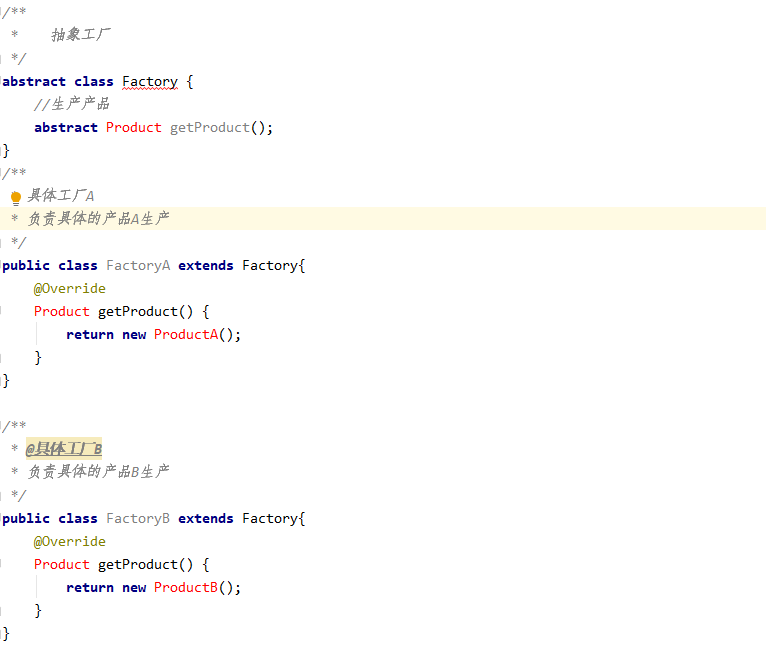 /**
 *    抽象工厂
 */
abstract class Factory {
    //生产产品
    abstract Product getProduct();
}
/**
具体工厂A
 * 负责具体的产品A生产
 */
public class FactoryA extends Factory{
    @Override
    Product getProduct() {
        return new ProductA();
    }
}
/**
 * @具体工厂B
 * 负责具体的产品B生产
 */
public class FactoryB extends Factory{
    @Override
    Product getProduct() {
        return new ProductB();
    }
}